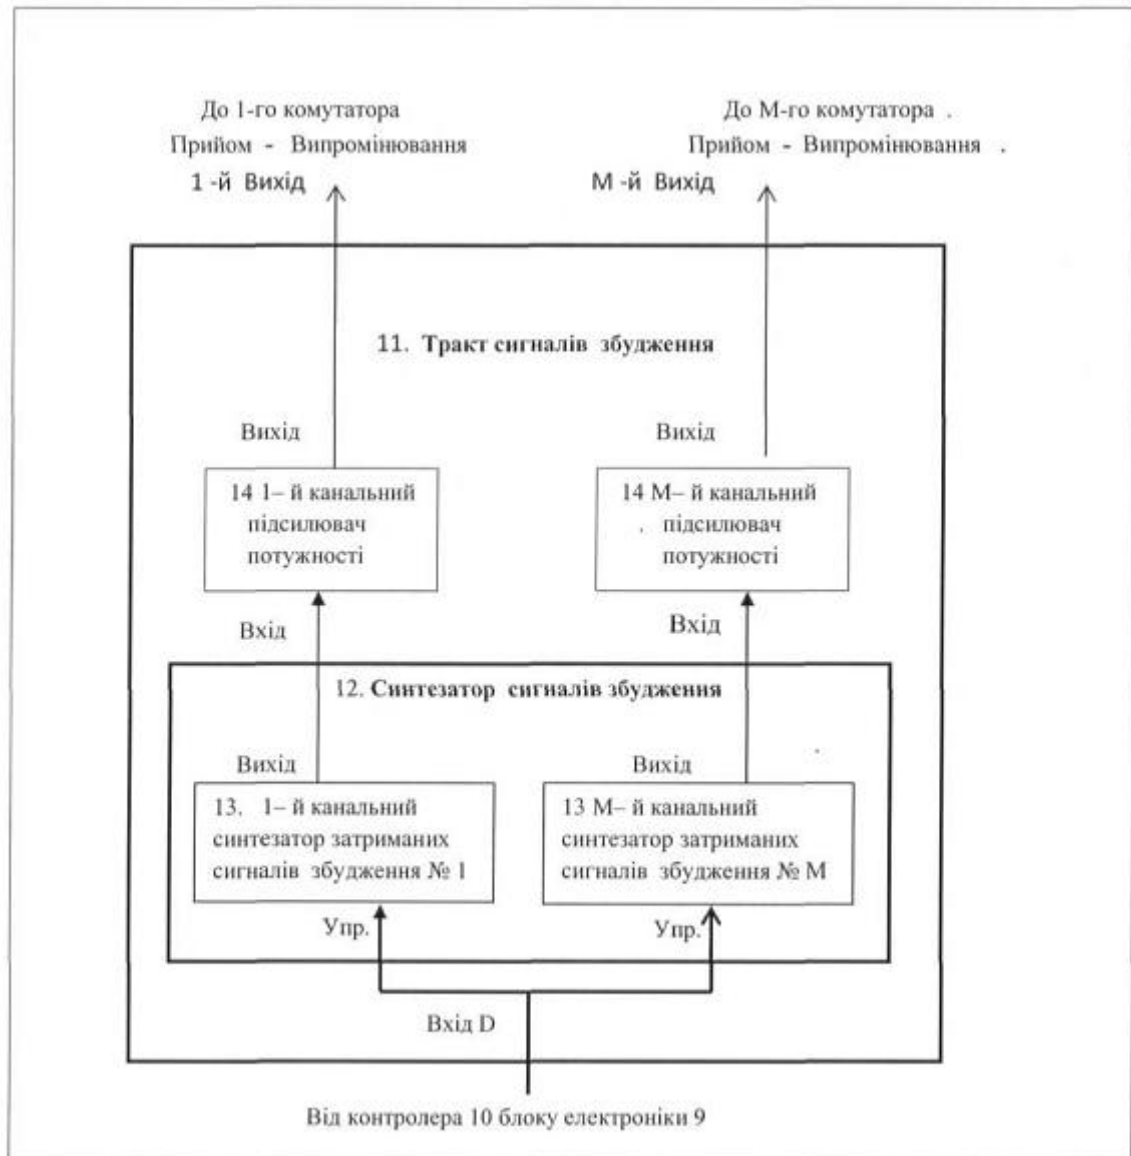 До 1-го комутатора
Прийом - Випромінювання
1 -й Вихід
До М-го комутатора .
Прийом - Випромінювання .
М -й Вихід
11. Тракт сигналів збудження
Вихід
Вихід
14 1– й канальний
підсилювач
потужності
14 М– й канальний
. підсилювач
потужності
Вхід
Вхід
12. Синтезатор сигналів збудження
Вихід
Вихід
13. 1– й канальний
синтезатор затриманих
сигналів збудження № 1
13 М– й канальний
синтезатор затриманих
сигналів збудження № М
Упр.
Упр.
Вхід D
Від контролера 10 блоку електроніки 9